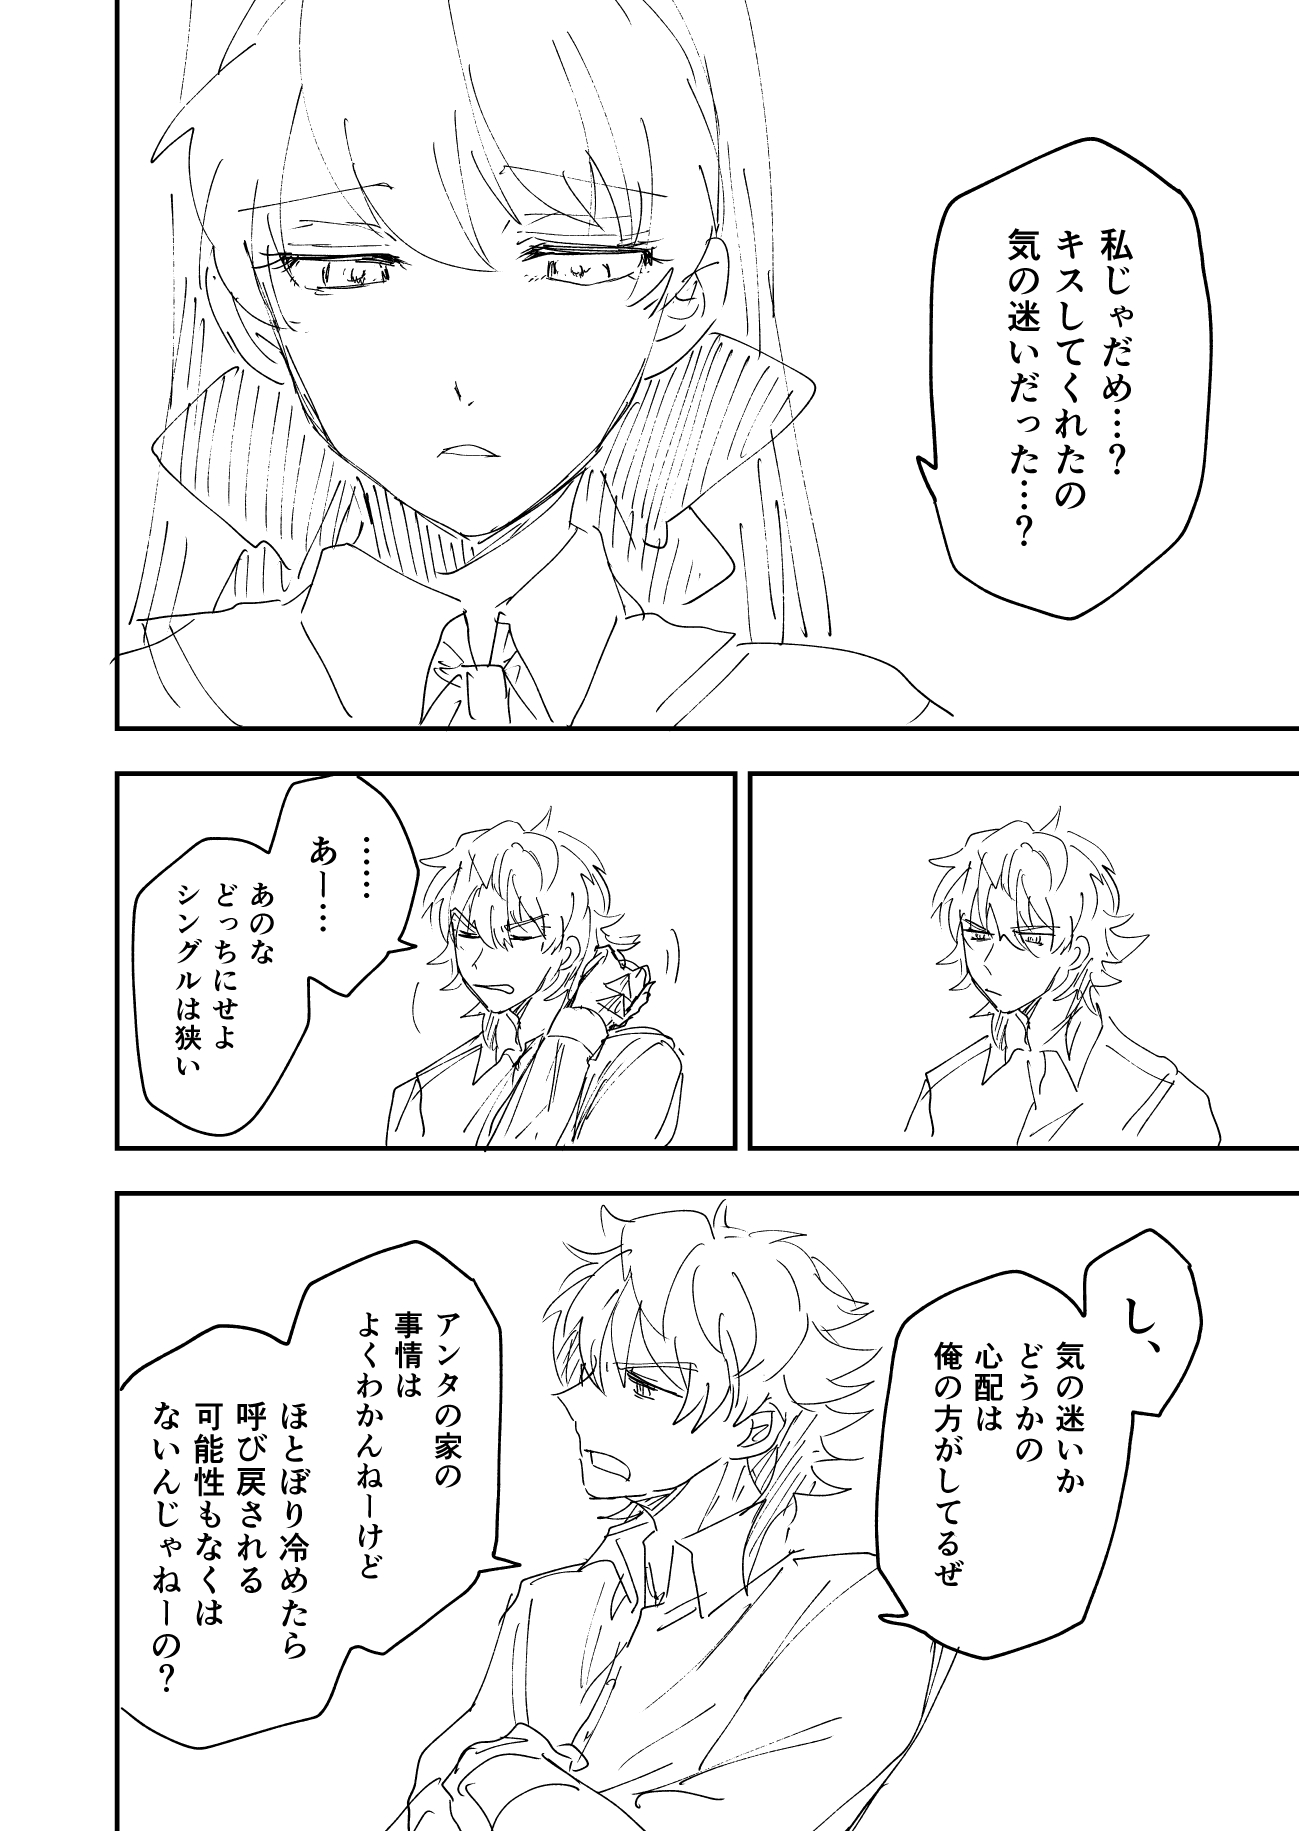 私じゃだめ…?
キスしてくれたの
気の迷いだった…?
……
あー…
あのな
どっちにせよ
シングルは狭い
し、
気の迷いか
どうかの
心配は
俺の方がしてるぜ
アンタの家の
事情は
よくわかんねーけど
ほとぼり冷めたら
呼び戻される
可能性もなくは
ないんじゃねーの?